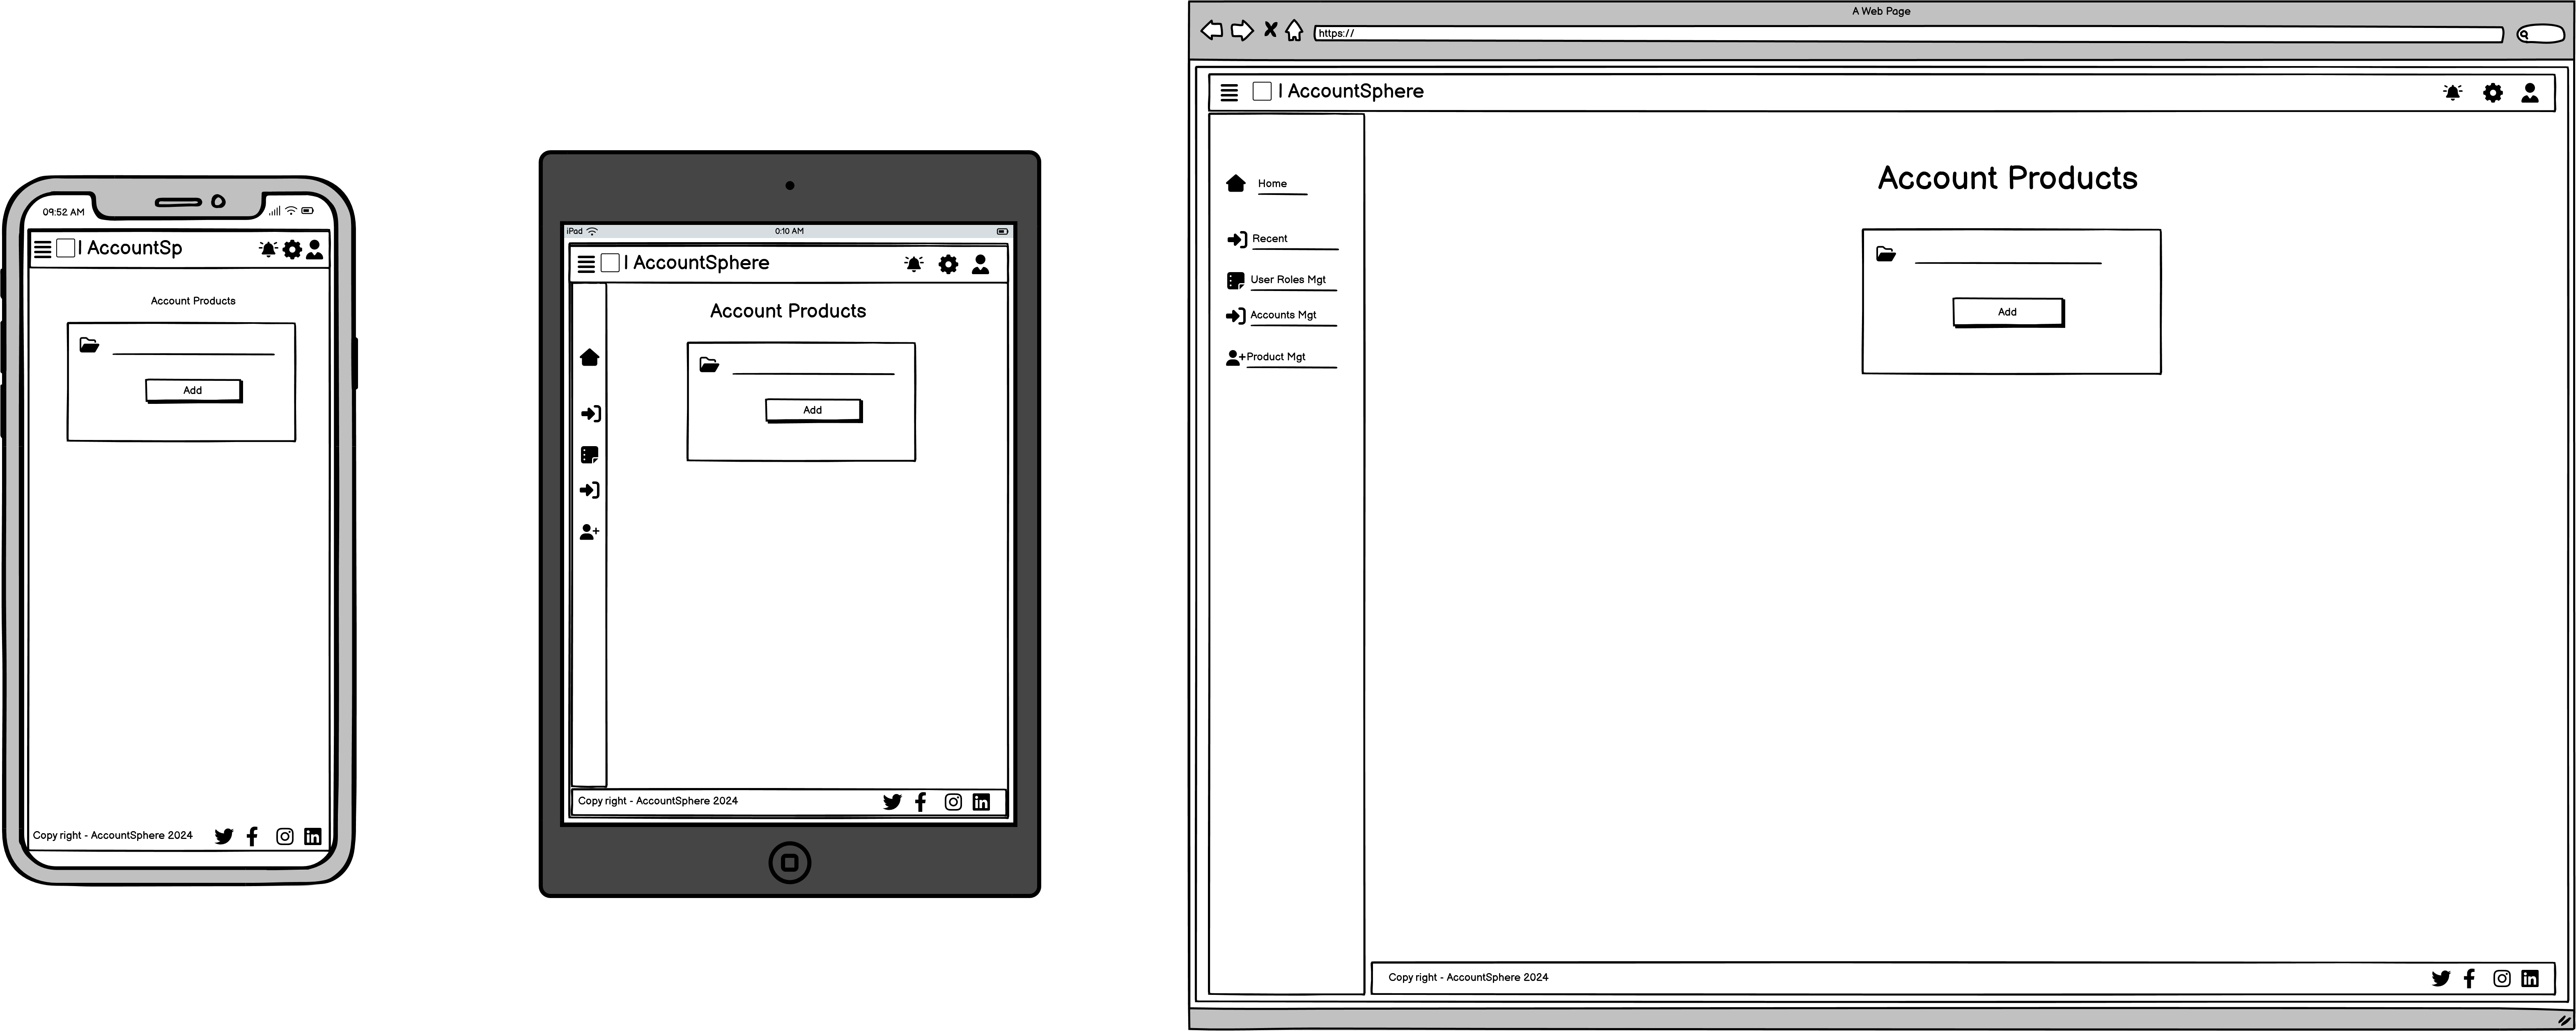 09:52 AM
| AccountSp
Account Products
Add
Copy right - AccountSphere 2024
iPad
0:10 AM
| AccountSphere
Account Products
Add
Copy right - AccountSphere 2024
A Web Page
https://
| AccountSphere
Home
Recent
User Roles Mgt
Accounts Mgt
Product Mgt
Account Products
Add
Copy right - AccountSphere 2024